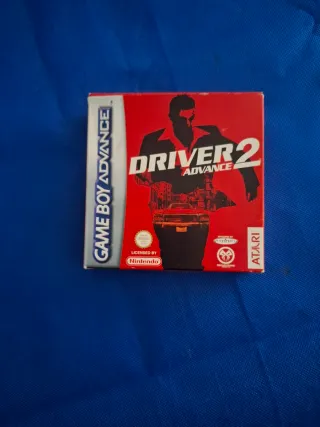 GAME BOY ADVANCE
DRIVER 2
ADVANCE
LICENSED BY
Nintendo
ATARI